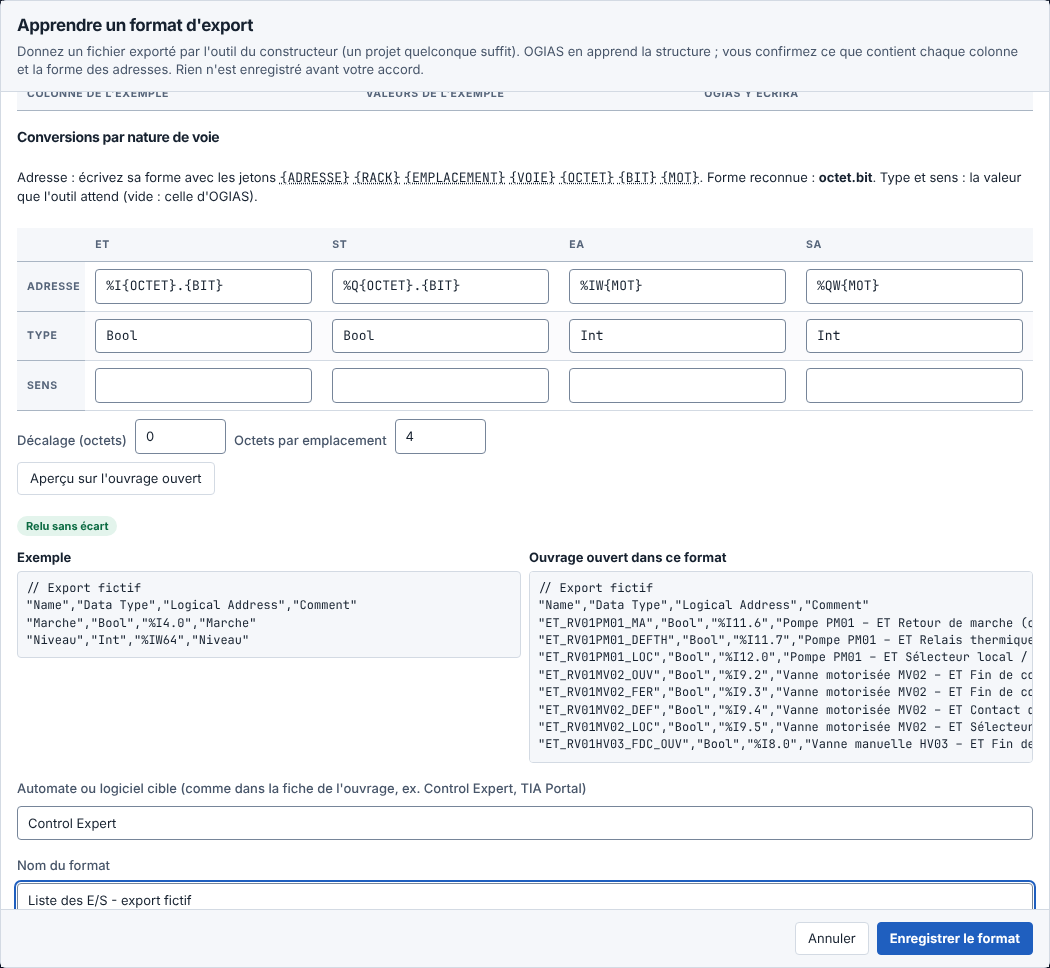 Apprendre un format d'export
Donnez un fichier exporté par l'outil du constructeur (un projet quelconque suffit). OGIAS en apprend la structure ; vous confirmez ce que contient chaque colonne
et la forme des adresses. Rien n'est enregistré avant votre accord.
COLONNE DE L'EXEMPLE VALEURS DE L'EXEMPLE OGIAS Y ÉCRIRA
Conversions par nature de voie
Adresse : écrivez sa forme avec les jetons {ADRESSE} {RACK} {EMPLACEMENT} {VOIE} {OCTET} {BIT} {MOT}. Forme reconnue : octet.bit. Type et sens : la valeur
que l'outil attend (vide : celle d'OGIAS).
ET ST EA SA
ADRESSE %I{OCTET}.{BIT} %Q{OCTET}.{BIT} %IW{MOT} %QW{MOT}
TYPE Bool Bool Int Int
SENS
Décalage (octets) 0 Octets par emplacement 4
Aperçu sur l'ouvrage ouvert
Relu sans écart
Exemple
// Export fictif
"Name","Data Type","Logical Address","Comment"
"Marche","Bool","%I4.0","Marche"
"Niveau","Int","%IW64","Niveau"
Ouvrage ouvert dans ce format
// Export fictif
"Name","Data Type","Logical Address","Comment"
"ET_RV01PM01_MA","Bool","%I11.6","Pompe PM01 – ET Retour de marche (c
"ET_RV01PM01_DEFTH","Bool","%I11.7","Pompe PM01 – ET Relais thermique
"ET_RV01PM01_LOC","Bool","%I12.0","Pompe PM01 – ET Sélecteur local /
"ET_RV01MV02_OUV","Bool","%I9.2","Vanne motorisée MV02 – ET Fin de co
"ET_RV01MV02_FER","Bool","%I9.3","Vanne motorisée MV02 – ET Fin de co
"ET_RV01MV02_DEF","Bool","%I9.4","Vanne motorisée MV02 – ET Contact d
"ET_RV01MV02_LOC","Bool","%I9.5","Vanne motorisée MV02 – ET Sélecteur
"ET_RV01HV03_FDC_OUV","Bool","%I8.0","Vanne manuelle HV03 – ET Fin de
Automate ou logiciel cible (comme dans la fiche de l'ouvrage, ex. Control Expert, TIA Portal)
Control Expert
Nom du format
Liste des E/S - export fictif
Annuler Enregistrer le format